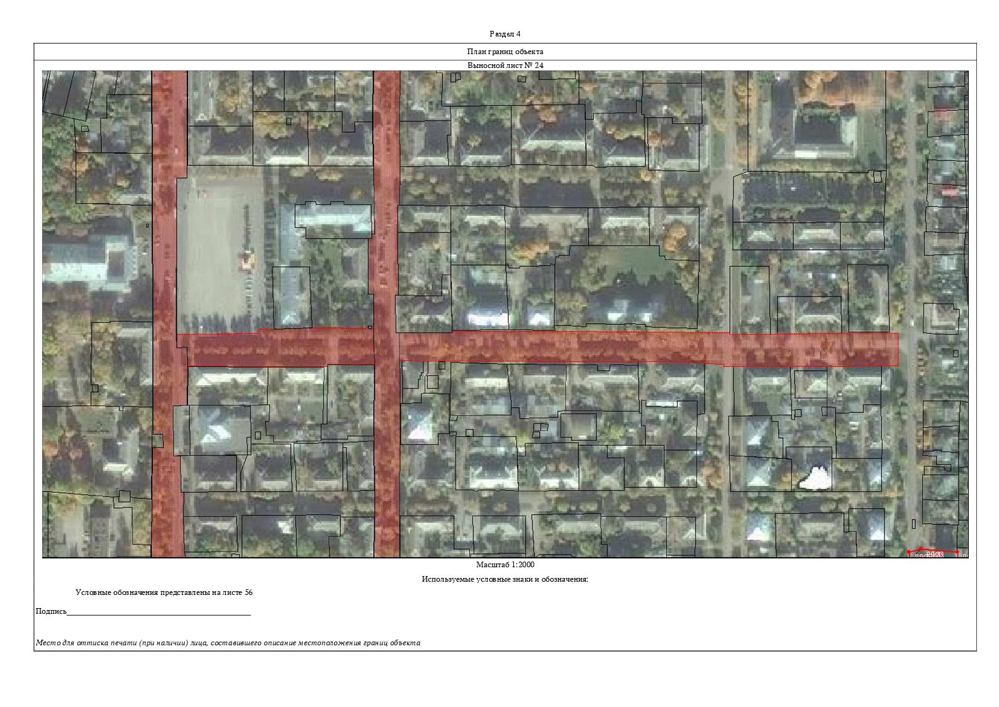 Раздел 4
План границ объекта
Выносной лист № 24
Масштаб 1:2000
Используемые условные знаки и обозначения:
Условные обозначения представлены на листе 56
Подпись
Место для оттиска печати (при наличии) лица, составившего описание местоположения границ объекта